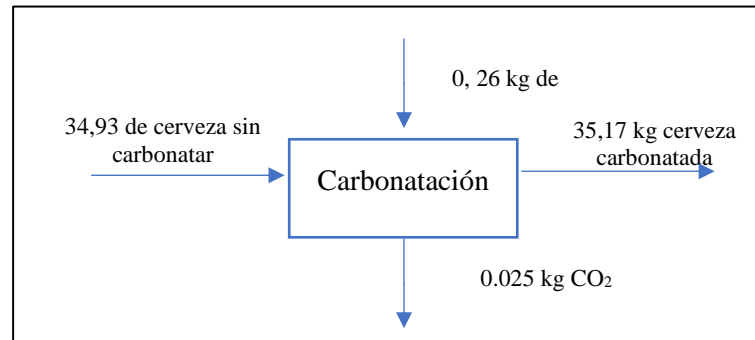 0, 26 kg de
34,93 de cerveza sin
carbonatar
35,17 kg cerveza
carbonatada
Carbonatación
0.025 kg CO₂